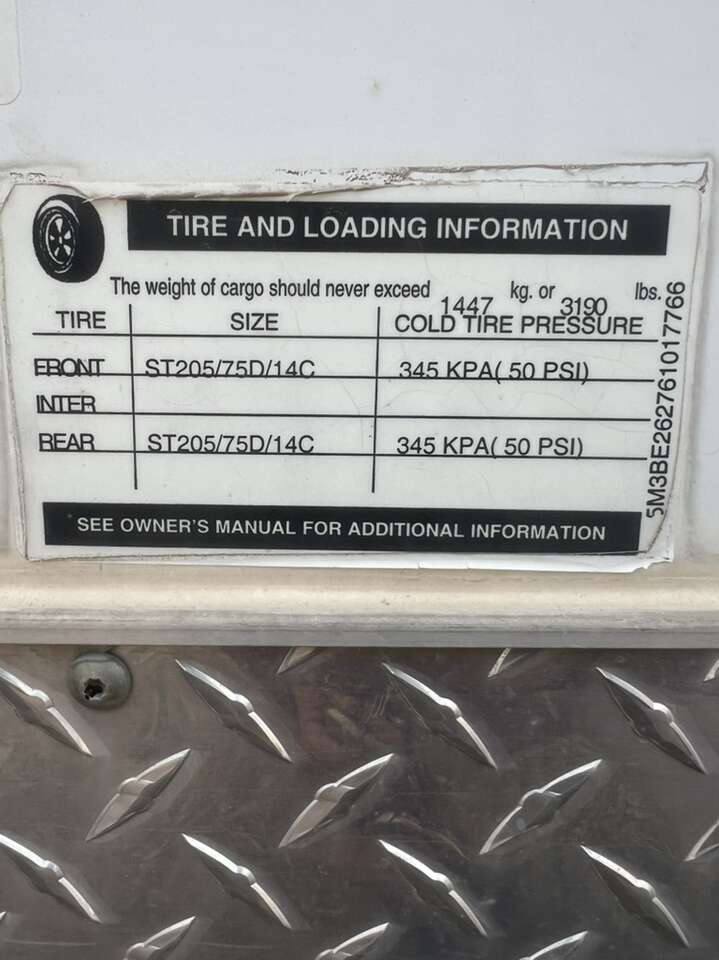 TIRE AND LOADING INFORMATION
The weight of cargo should never exceed 1447 kg. or 3190 lbs.
TIRE SIZE COLD TIRE PRESSURE
FRONT ST205/75D/14C 345 KPA( 50 PSI)
INTER
REAR ST205/75D/14C 345 KPA( 50 PSI)
SEE OWNER'S MANUAL FOR ADDITIONAL INFORMATION
5M3BE262761017766